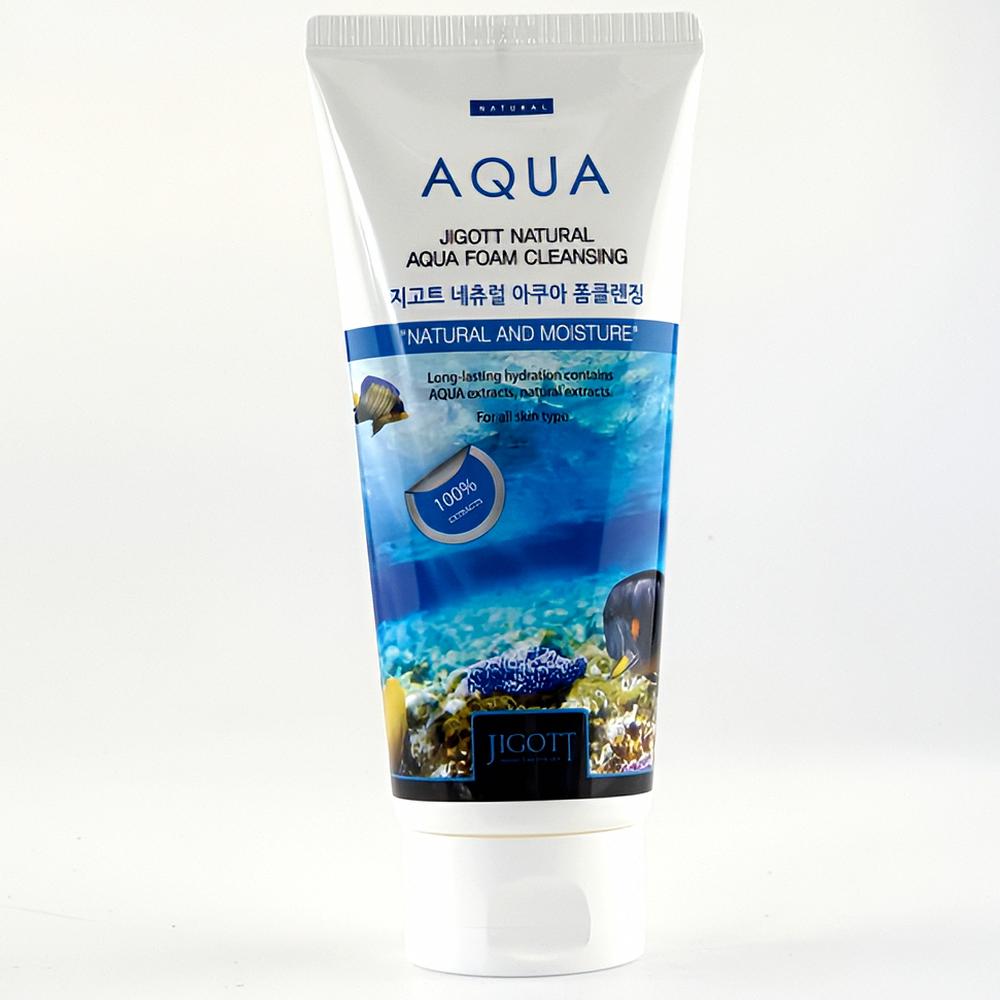 NATURAL
AQUA
JIGOTT NATURAL
AQUA FOAM CLEANSING
지고트 네츄럴 아쿠아 폼클렌징
"NATURAL AND MOISTURE"
Long-lasting hydration contains
AQUA extracts, natural extracts.
For all skin type
100%
JIGOTT